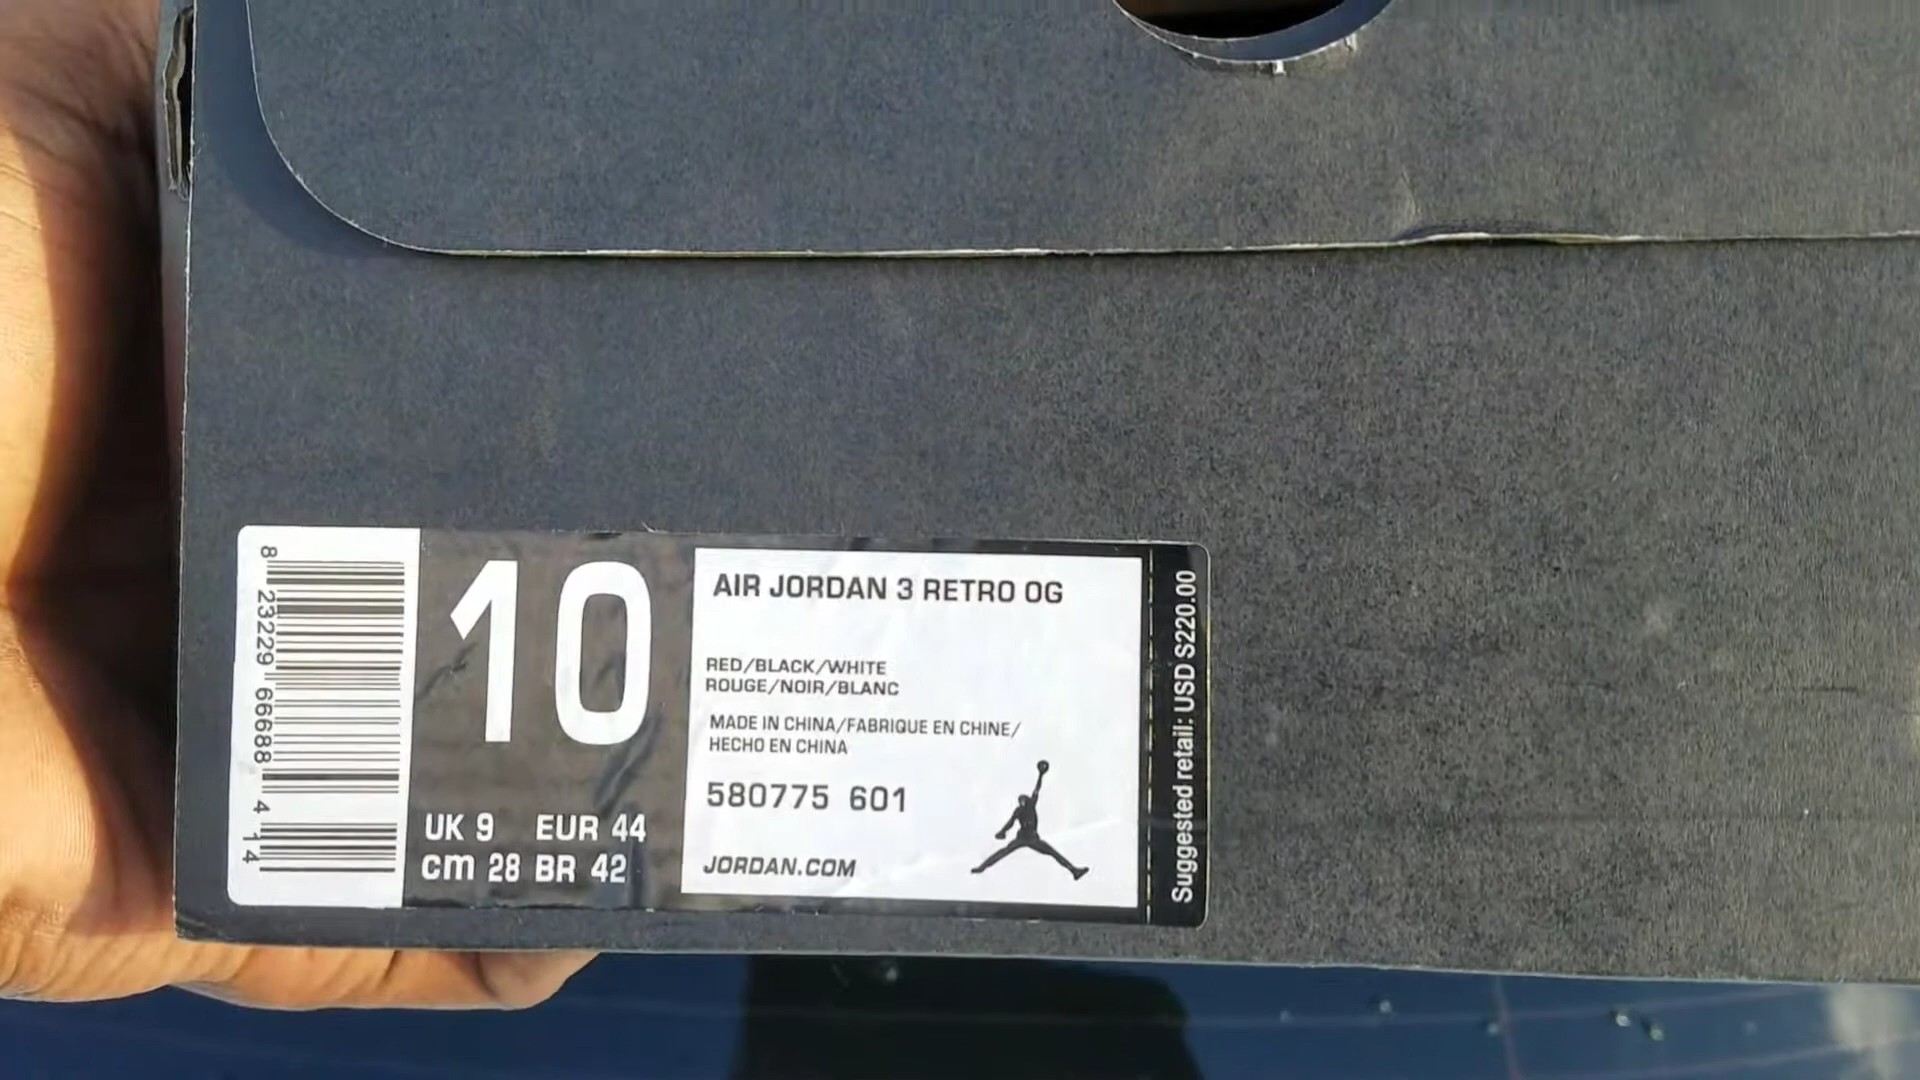 8 23229 66688 4 14
10
UK 9 EUR 44
cm 28 BR 42
AIR JORDAN 3 RETRO OG
RED/BLACK/WHITE
ROUGE/NOIR/BLANC
MADE IN CHINA/FABRIQUE EN CHINE/
HECHO EN CHINA
580775 601
JORDAN.COM
Suggested retail: USD S220.00